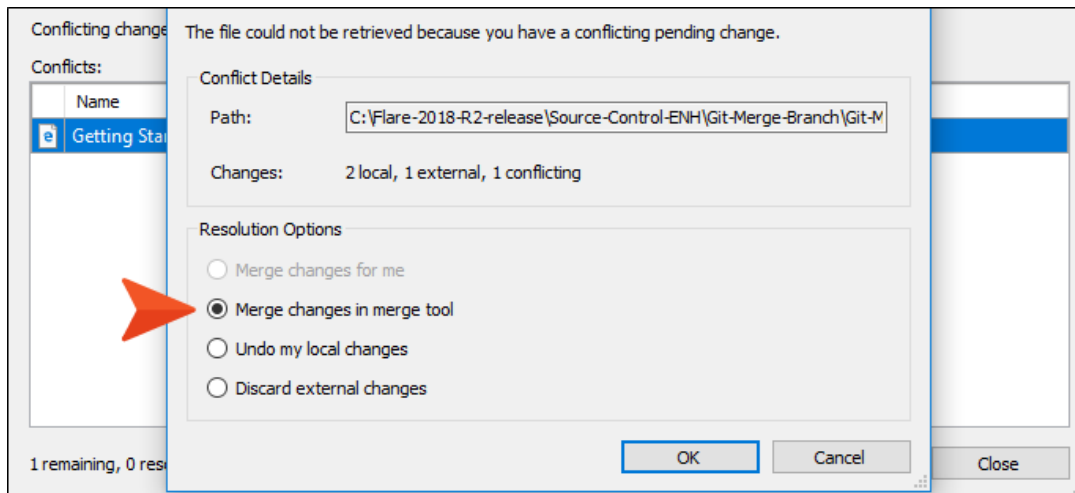 Conflicting change
Conflicts:
Name
Getting Star
1 remaining, 0 res
The file could not be retrieved because you have a conflicting pending change.
Conflict Details
Path: C:\Flare-2018-R2-release\Source-Control-ENH\Git-Merge-Branch\Git-M
Changes: 2 local, 1 external, 1 conflicting
Resolution Options
Merge changes for me
Merge changes in merge tool
Undo my local changes
Discard external changes
OK Cancel
Close